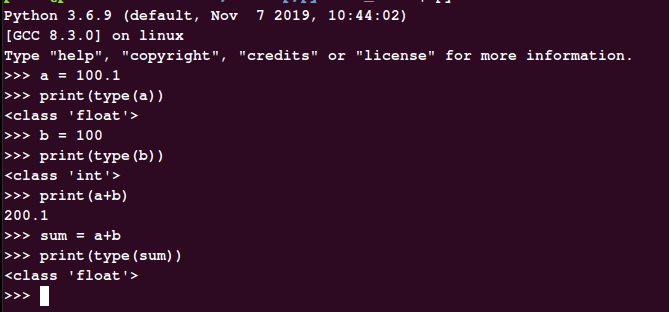 Python 3.6.9 (default, Nov  7 2019, 10:44:02)
[GCC 8.3.0] on linux
Type "help", "copyright", "credits" or "license" for more information.
>>> a = 100.1
>>> print(type(a))
<class 'float'>
>>> b = 100
>>> print(type(b))
<class 'int'>
>>> print(a+b)
200.1
>>> sum = a+b
>>> print(type(sum))
<class 'float'>
>>>